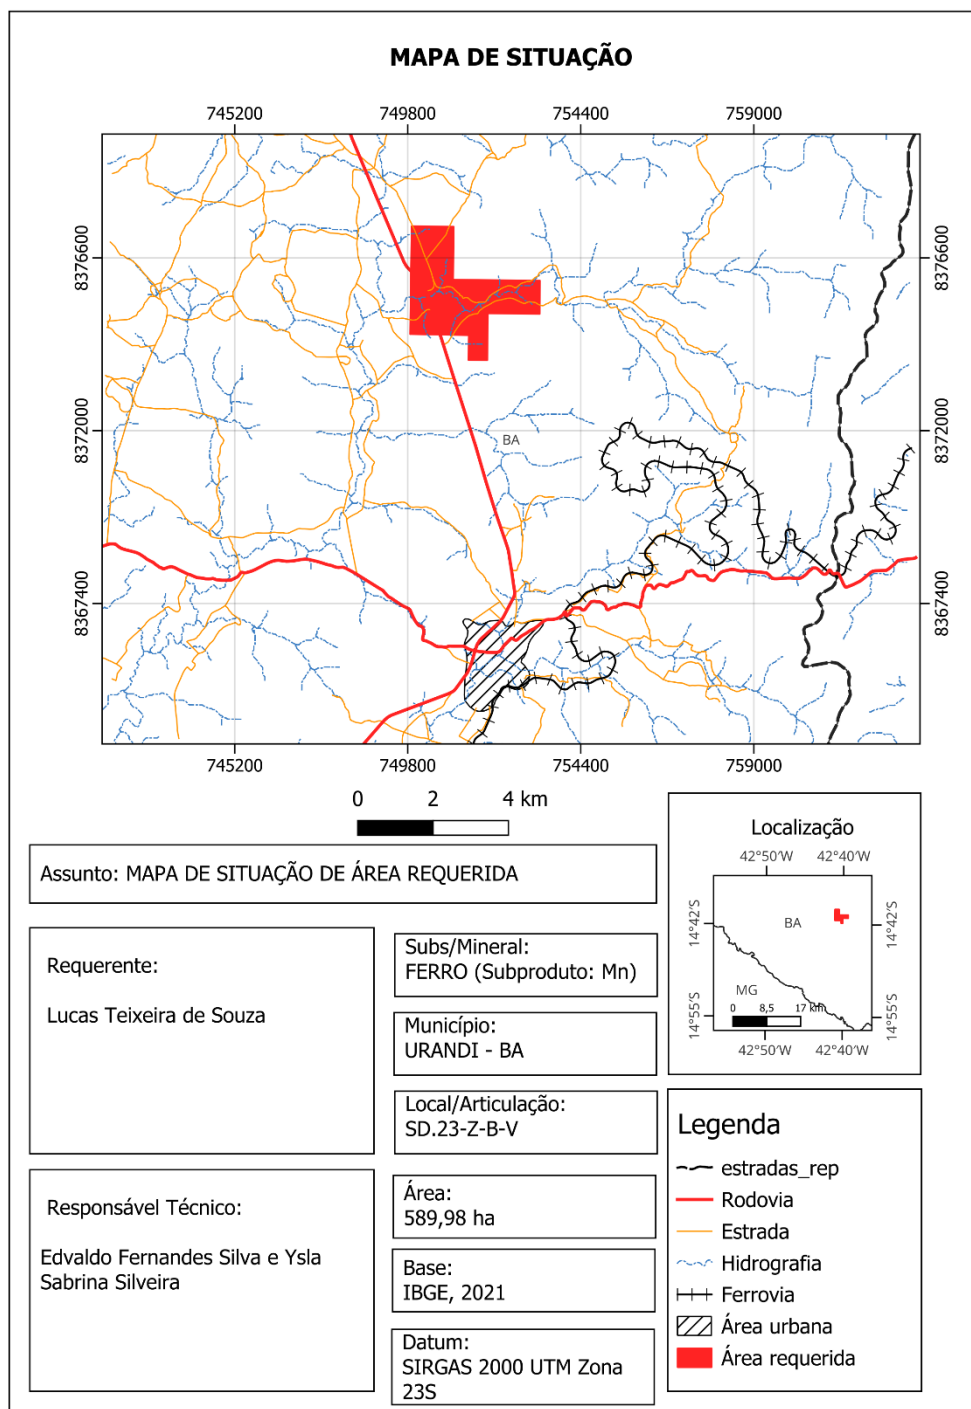 MAPA DE SITUAÇÃO
745200 749800 754400 759000
8376600 8376600
8372000 8372000
BA
8367400 8367400
745200 749800 754400 759000
0 2 4 km
Assunto: MAPA DE SITUAÇÃO DE ÁREA REQUERIDA
Requerente:
Lucas Teixeira de Souza
Subs/Mineral:
FERRO (Subproduto: Mn)
Município:
URANDI - BA
Local/Articulação:
SD.23-Z-B-V
Responsável Técnico:
Edvaldo Fernandes Silva e Ysla
Sabrina Silveira
Área:
589,98 ha
Base:
IBGE, 2021
Datum:
SIRGAS 2000 UTM Zona
23S
Localização
42°50'W 42°40'W
14°42'S 14°42'S
BA
MG
14°55'S 14°55'S
0 8,5 17 km
42°50'W 42°40'W
Legenda
estradas_rep
Rodovia
Estrada
Hidrografia
Ferrovia
Área urbana
Área requerida